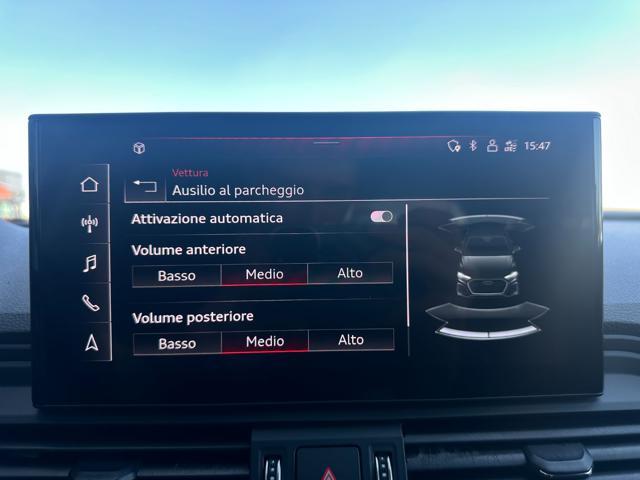 15:47
Vettura
Ausilio al parcheggio
Attivazione automatica
Volume anteriore
Basso Medio Alto
Volume posteriore
Basso Medio Alto